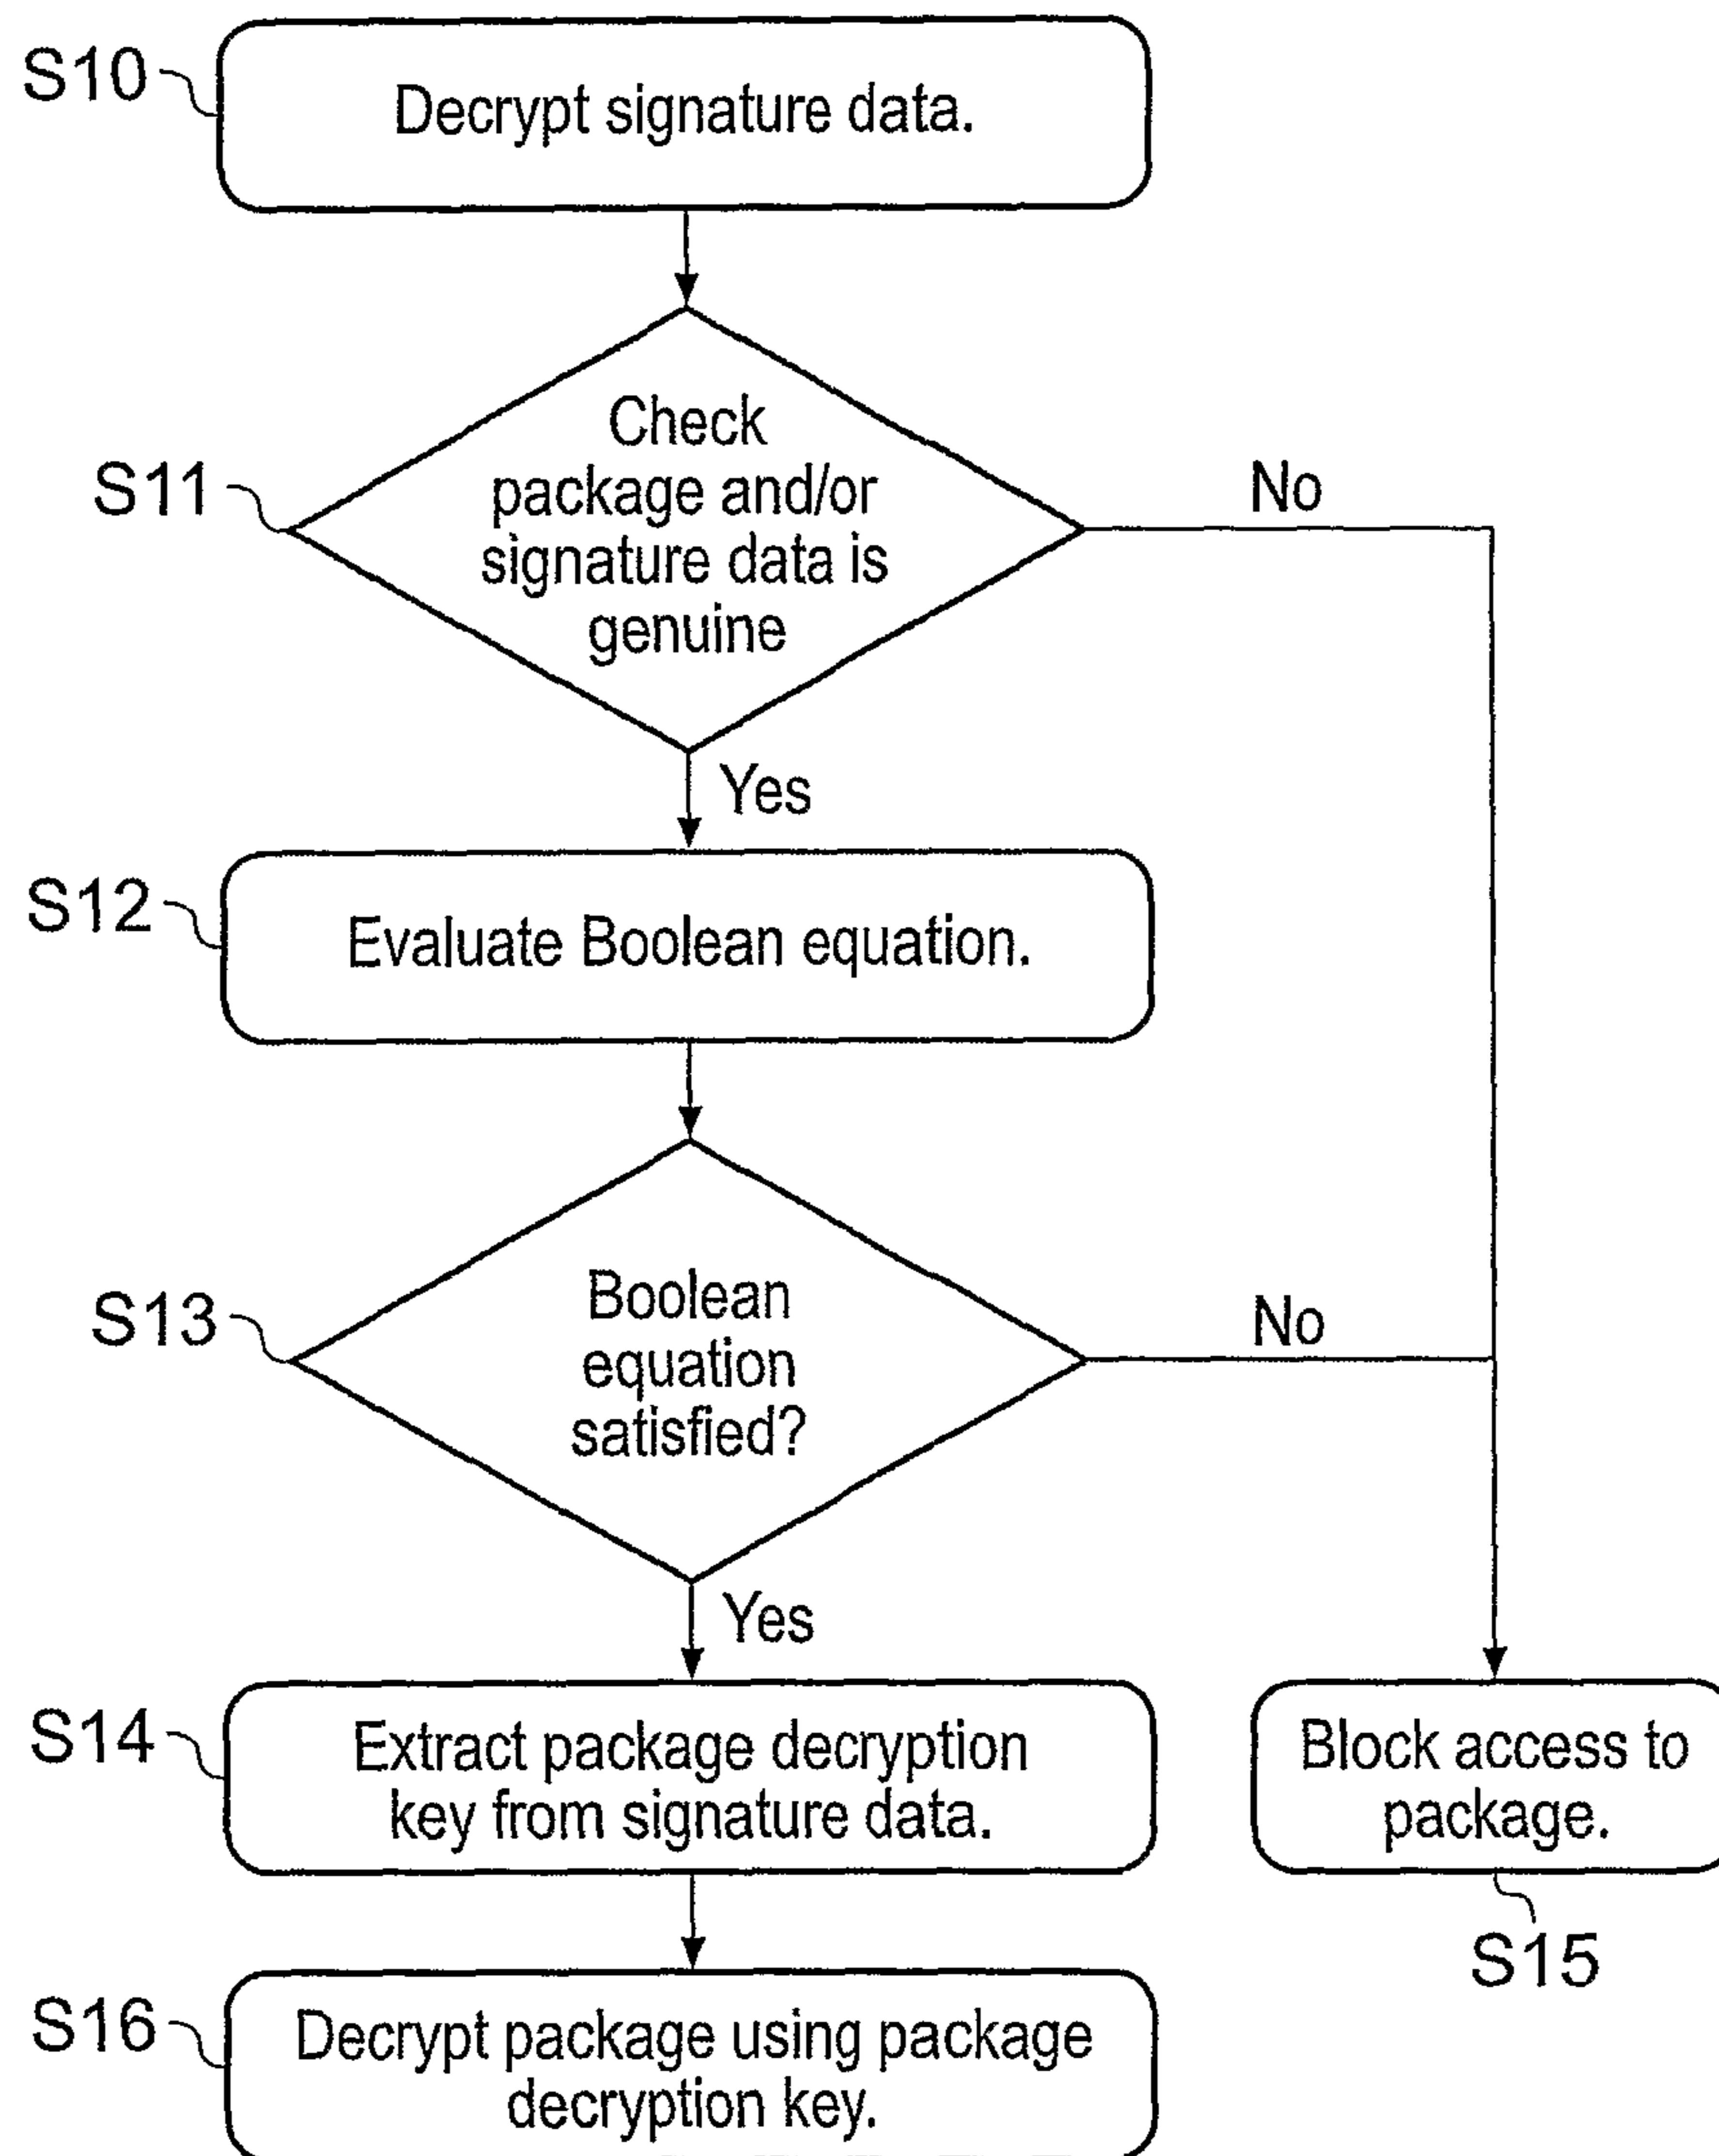 S10
Decrypt signature data.
S11
Check
package and/or
signature data is
genuine
No
Yes
S12
Evaluate Boolean equation.
S13
Boolean
equation
satisfied?
No
Yes
S14
Extract package decryption
key from signature data.
Block access to
package.
S15
S16
Decrypt package using package
decryption key.